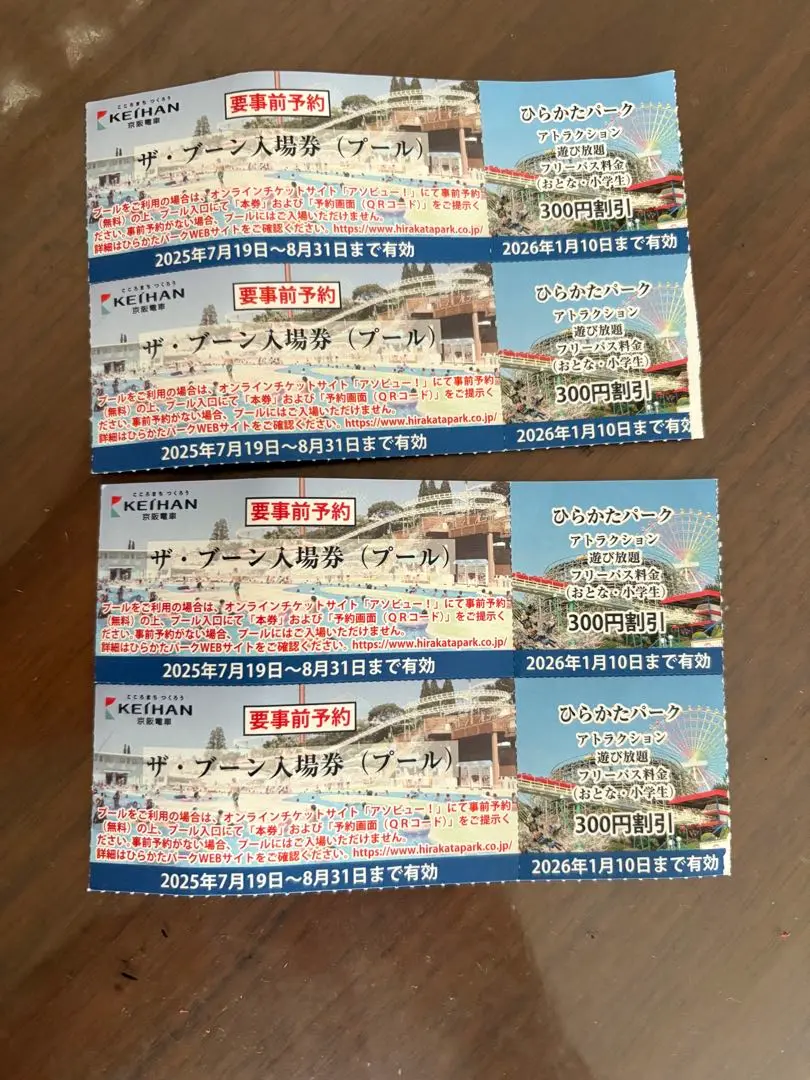 こころまち つくろう
KEIHAN
京阪電車
要事前予約
ザ・ブーン入場券（プール）
プールをご利用の場合は、オンラインチケットサイト「アソビュー！」にて事前予約
（無料）の上、プール入口にて「本券」および「予約画面（QRコード）」をご提示く
ださい。事前予約がない場合、プールにはご入場いただけません。
詳細はひらかたパークWEBサイトをご確認ください。https://www.hirakatapark.co.jp/
2025年7月19日〜8月31日まで有効
ひらかたパーク
アトラクション
遊び放題
フリーパス料金
（おとな・小学生）
300円割引
2026年1月10日まで有効
こころまち つくろう
KEIHAN
京阪電車
要事前予約
ザ・ブーン入場券（プール）
プールをご利用の場合は、オンラインチケットサイト「アソビュー！」にて事前予約
（無料）の上、プール入口にて「本券」および「予約画面（QRコード）」をご提示く
ださい。事前予約がない場合、プールにはご入場いただけません。
詳細はひらかたパークWEBサイトをご確認ください。https://www.hirakatapark.co.jp/
2025年7月19日〜8月31日まで有効
ひらかたパーク
アトラクション
遊び放題
フリーパス料金
（おとな・小学生）
300円割引
2026年1月10日まで有効
こころまち つくろう
KEIHAN
京阪電車
要事前予約
ザ・ブーン入場券（プール）
プールをご利用の場合は、オンラインチケットサイト「アソビュー！」にて事前予約
（無料）の上、プール入口にて「本券」および「予約画面（QRコード）」をご提示く
ださい。事前予約がない場合、プールにはご入場いただけません。
詳細はひらかたパークWEBサイトをご確認ください。https://www.hirakatapark.co.jp/
2025年7月19日〜8月31日まで有効
ひらかたパーク
アトラクション
遊び放題
フリーパス料金
（おとな・小学生）
300円割引
2026年1月10日まで有効
こころまち つくろう
KEIHAN
京阪電車
要事前予約
ザ・ブーン入場券（プール）
プールをご利用の場合は、オンラインチケットサイト「アソビュー！」にて事前予約
（無料）の上、プール入口にて「本券」および「予約画面（QRコード）」をご提示く
ださい。事前予約がない場合、プールにはご入場いただけません。
詳細はひらかたパークWEBサイトをご確認ください。https://www.hirakatapark.co.jp/
2025年7月19日〜8月31日まで有効
ひらかたパーク
アトラクション
遊び放題
フリーパス料金
（おとな・小学生）
300円割引
2026年1月10日まで有効